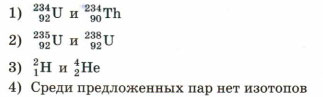 1) ²³⁴₉₂U и ²³⁴₉₀Th
2) ²³⁵₉₂U и ²³⁸₉₂U
3) ²₁H и ⁴₂He
4) Среди предложенных пар нет изотопов